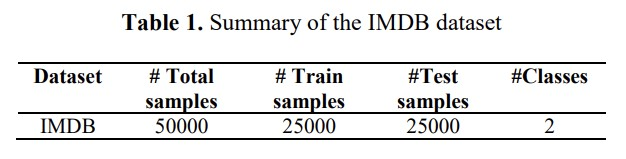 Table 1. Summary of the IMDB dataset
Dataset # Total # Train #Test #Classes
samples samples samples
IMDB 50000 25000 25000 2